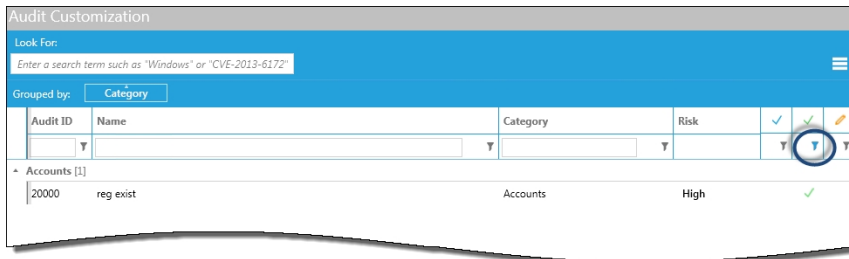 Audit Customization
Look For:
Enter a search term such as "Windows" or "CVE-2013-6172"
Grouped by: Category
Audit ID Name Category Risk
Accounts [1]
20000 reg exist Accounts High